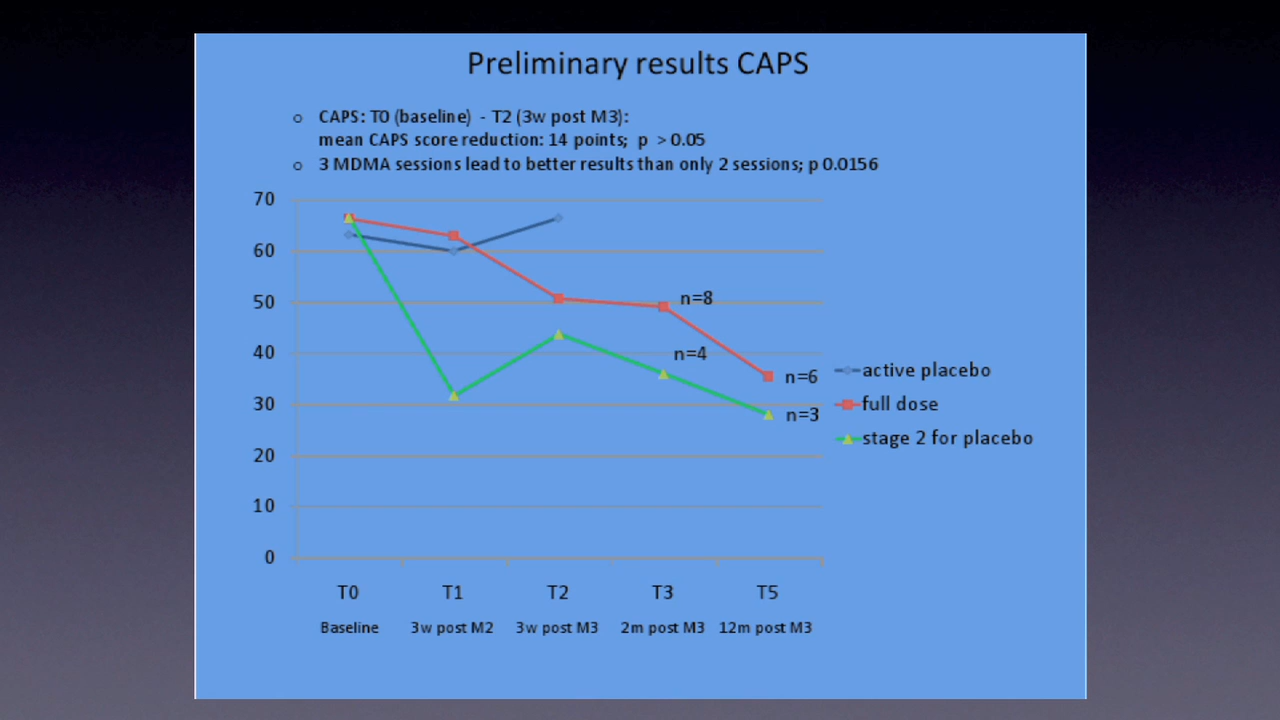 Preliminary results CAPS
o CAPS: T0 (baseline) - T2 (3w post M3):
mean CAPS score reduction: 14 points; p > 0.05
o 3 MDMA sessions lead to better results than only 2 sessions; p 0.0156
70
60
50
40
30
20
10
0
n=8
n=4
n=6
n=3
active placebo
full dose
stage 2 for placebo
T0 T1 T2 T3 T5
Baseline 3w post M2 3w post M3 2m post M3 12m post M3